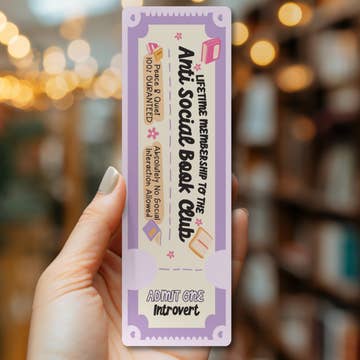 LIFETIME MEMBERSHIP TO THE
Anti Social Book Club
Peace & Quiet
100% GURANTEED
Absolutely No Social
Interaction Allowed
ADMIT ONE
Introvert